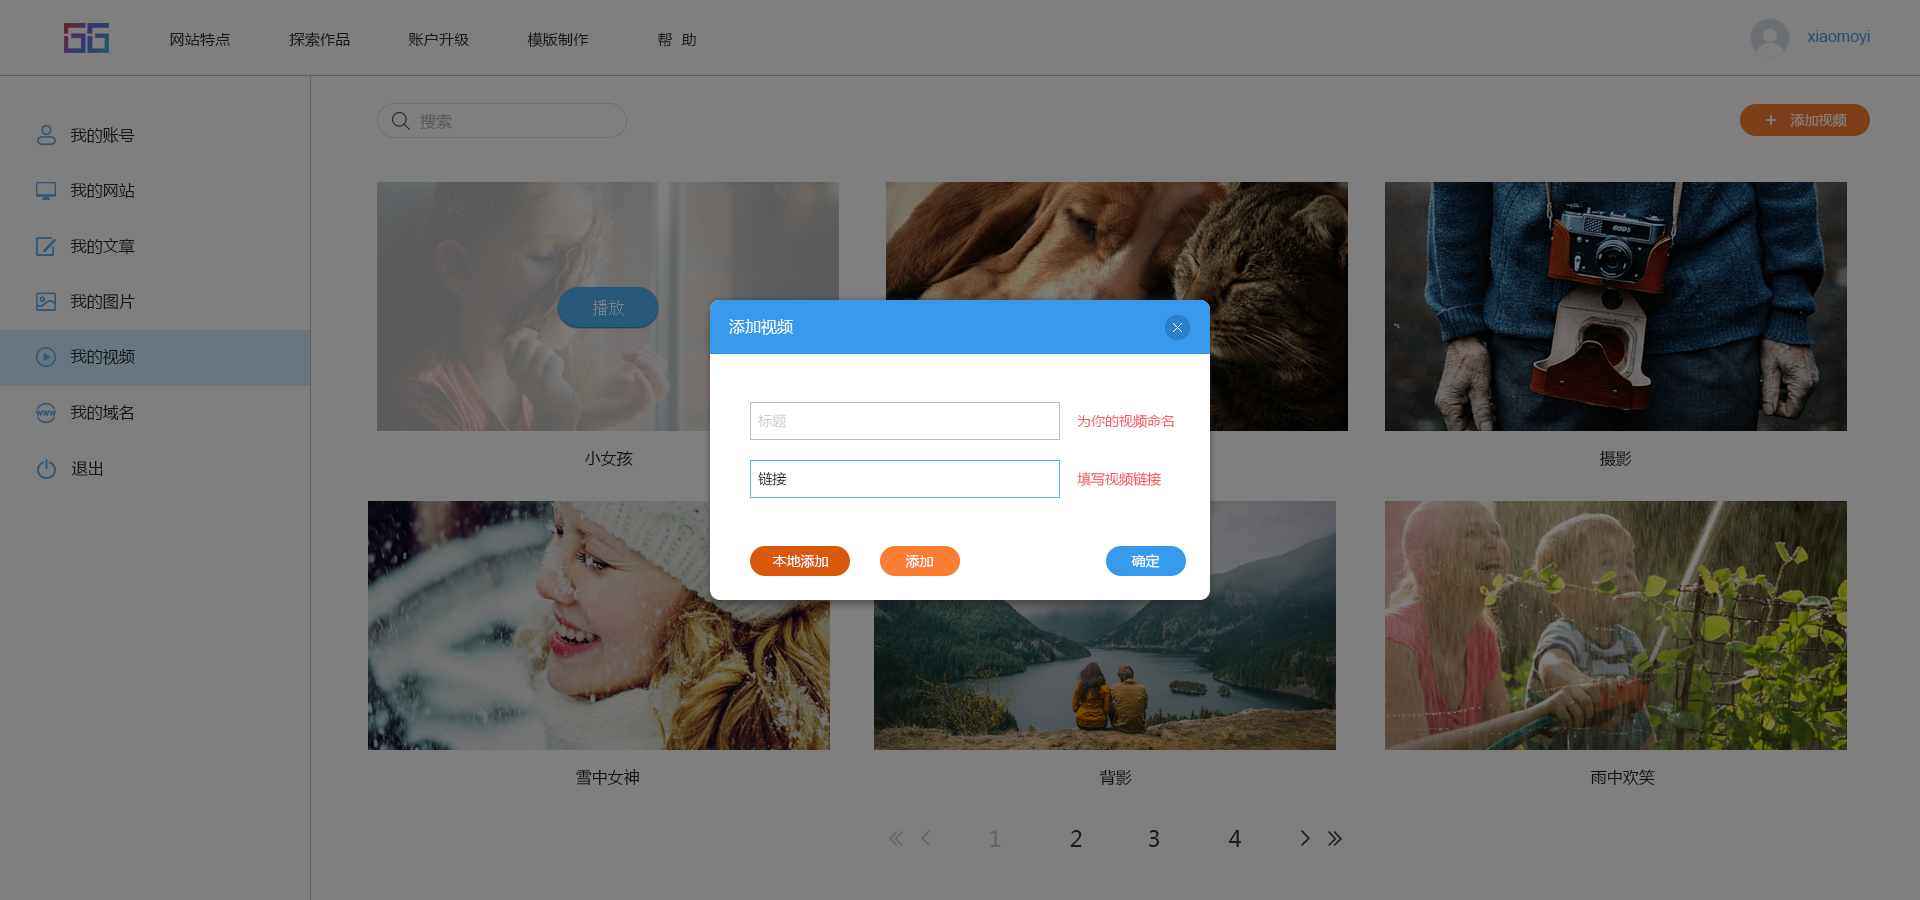 GG
网站特点
探索作品
账户升级
模版制作
帮 助
xiaomoyi
我的账号
我的网站
我的文章
我的图片
我的视频
www
我的域名
退出
搜索
+ 添加视频
播放
小女孩
摄影
添加视频
标题
为你的视频命名
链接
填写视频链接
本地添加
添加
确定
雪中女神
背影
雨中欢笑
1 2 3 4